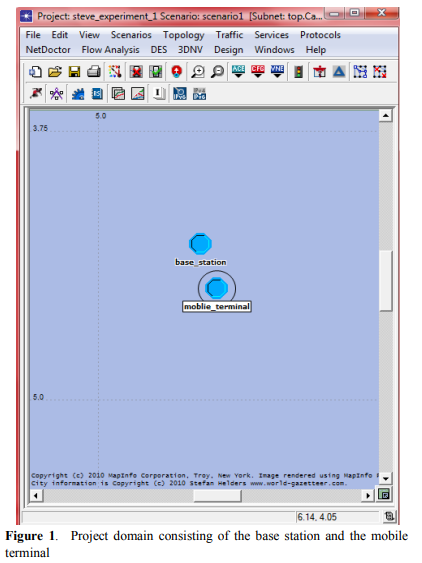 Project: steve_experiment_1 Scenario: scenario1 [Subnet: top.Ca...
File Edit View Scenarios Topology Traffic Services Protocols
NetDoctor Flow Analysis DES 3DNV Design Windows Help
ACE CFG VNE
5.0
3.75
base_station
moblie_terminal
5.0
Copyright (c) 2010 MapInfo Corporation, Troy, New York. Image rendered using MapInfo
City information is Copyright (c) 2010 Stefan Helders www.world-gazetteer.com.
6.14, 4.05
Figure 1. Project domain consisting of the base station and the mobile
terminal